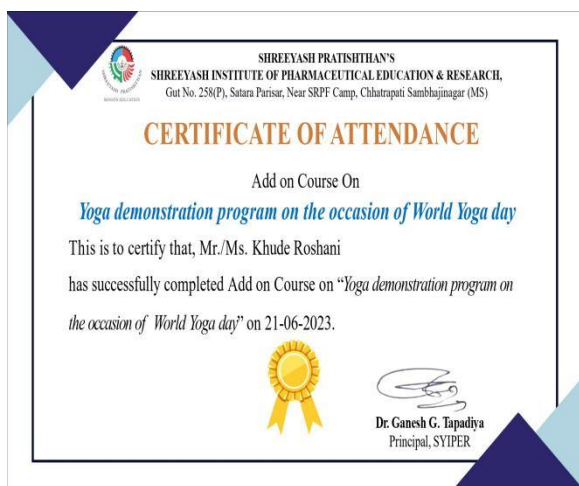 SHREEYASH PRATISHTHAN'S
SHREEYASH INSTITUTE OF PHARMACEUTICAL EDUCATION & RESEARCH,
Gut No. 258(P), Satara Parisar, Near SRPF Camp, Chhatrapati Sambhajinagar (MS)
CERTIFICATE OF ATTENDANCE
Add on Course On
Yoga demonstration program on the occasion of World Yoga day
This is to certify that, Mr./Ms. Khude Roshani
has successfully completed Add on Course on “Yoga demonstration program on
the occasion of World Yoga day” on 21-06-2023.
Dr. Ganesh G. Tapadiya
Principal, SYIPER